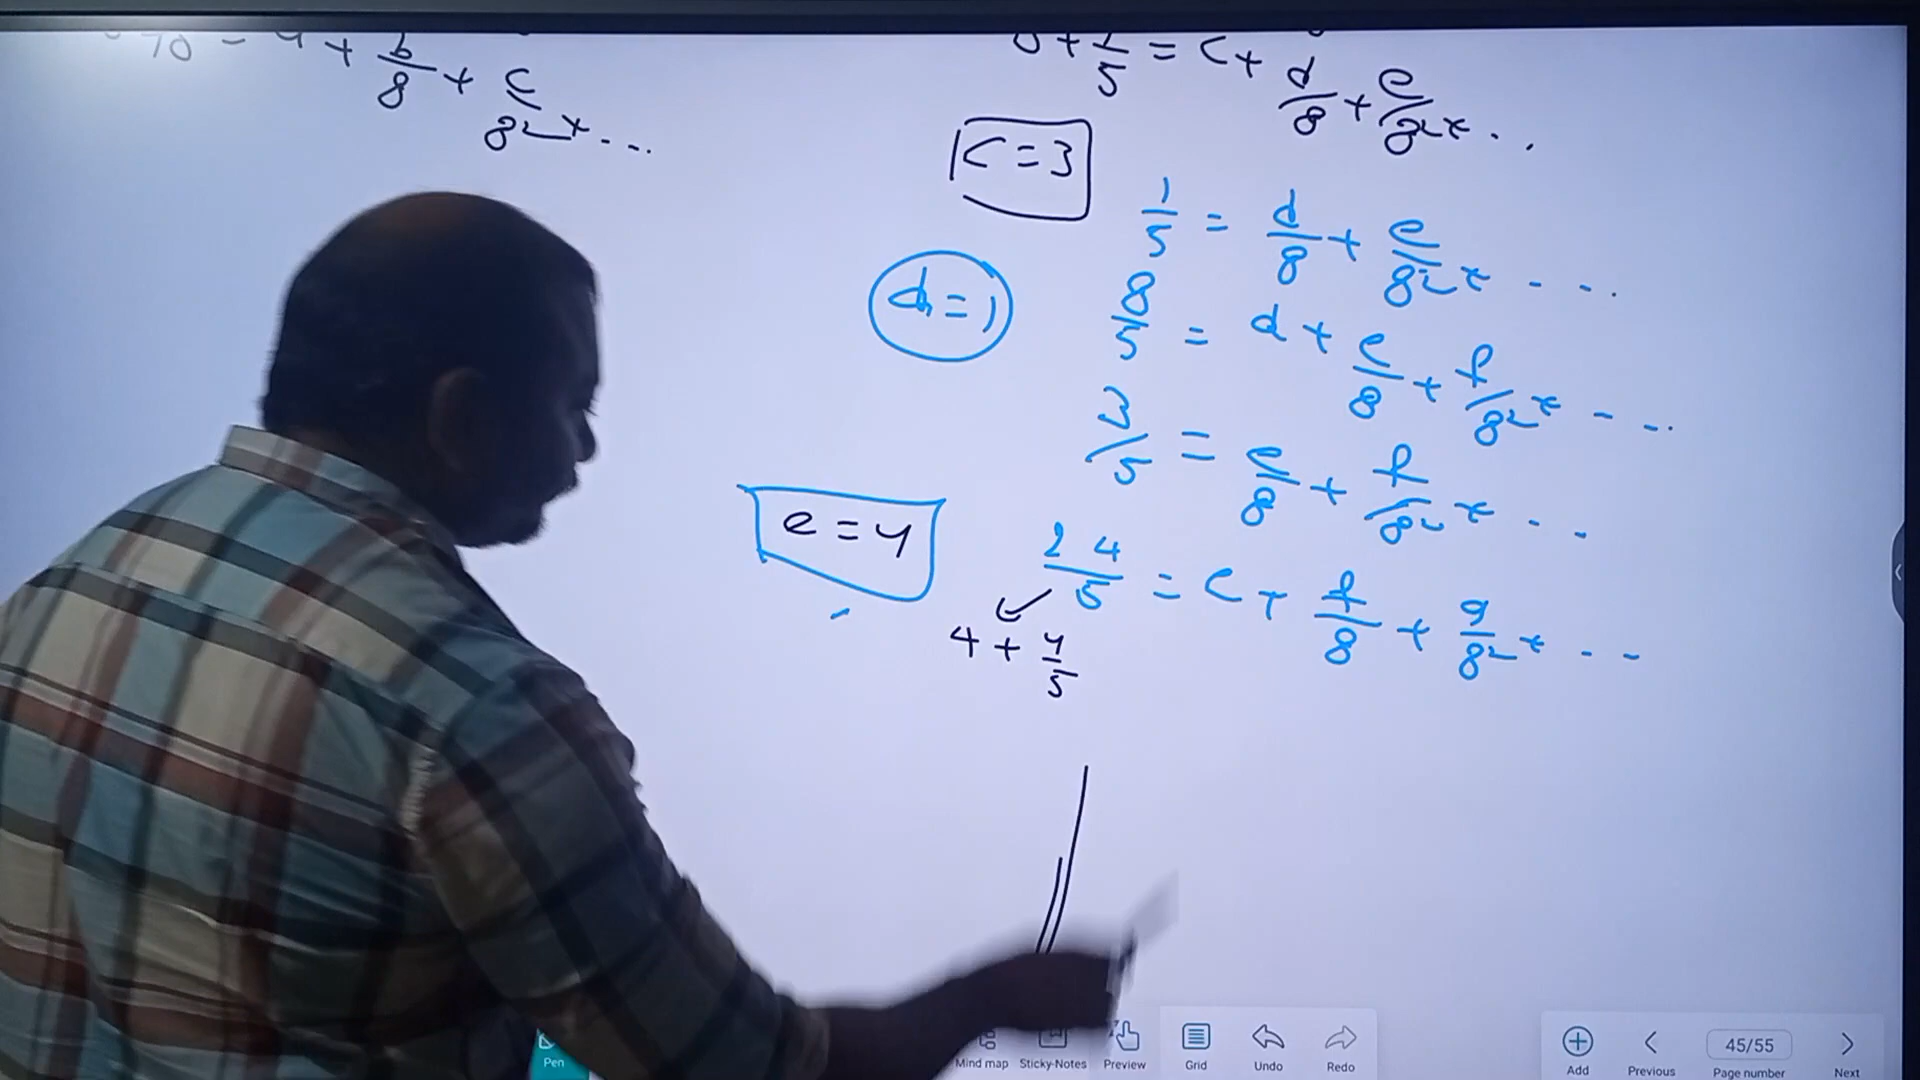 + b/8 + c/8² + ...
+ 1/5 = c + d/8 + e/8² + ...
c = 3
1/5 = d/8 + e/8² + ...
d = 1
8/5 = d + e/8 + f/8² + ...
3/5 = e/8 + f/8² + ...
e = 4
24/5 = e + f/8 + g/8² + ...
4 + 4/5
Pen
Mind map
Sticky-Notes
Preview
Grid
Undo
Redo
Add
Previous
45/55
Page number
Next